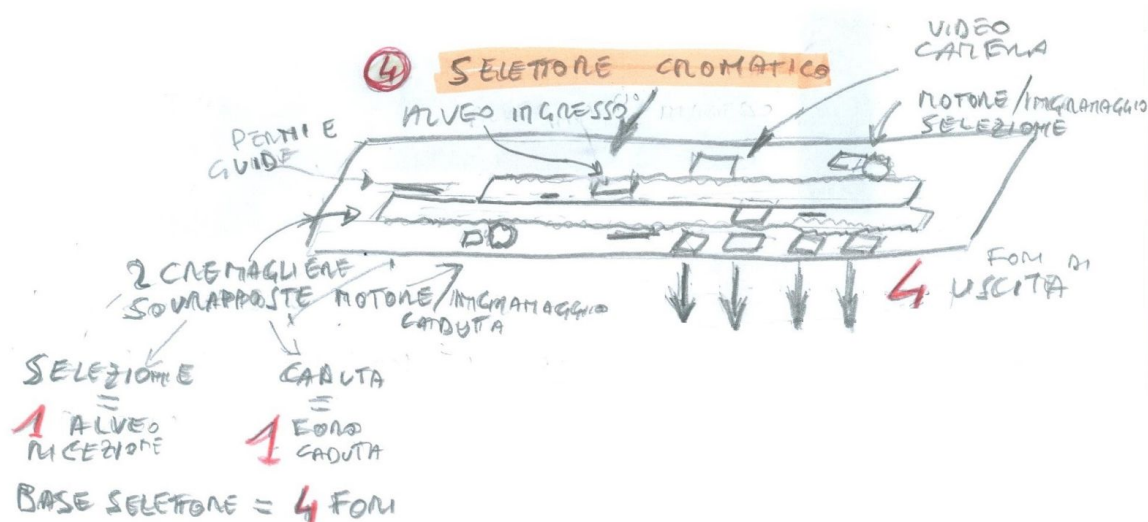 4 SELETTORE CROMATICO
VIDEO
CAMERA
ALVEO INGRESSO
MOTORE/INGRANAGGIO
SELEZIONE
PERNI E
GUIDE
2 CREMAGLIERE
SOVRAPPOSTE
MOTORE/INGRANAGGIO
CADUTA
4 FORI DI
USCITA
SELEZIONE
=
1 ALVEO
RICEZIONE
CADUTA
=
1 FORO
CADUTA
BASE SELETTORE = 4 FORI